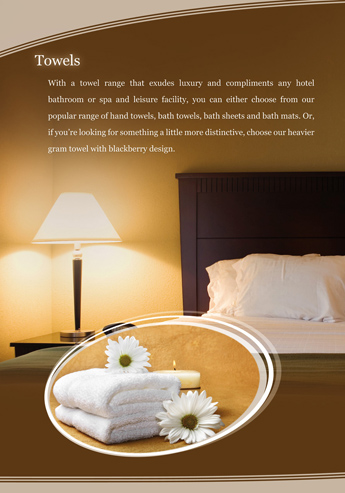 Towels
With a towel range that exudes luxury and compliments any hotel
bathroom or spa and leisure facility, you can either choose from our
popular range of hand towels, bath towels, bath sheets and bath mats. Or,
if you're looking for something a little more distinctive, choose our heavier
gram towel with blackberry design.